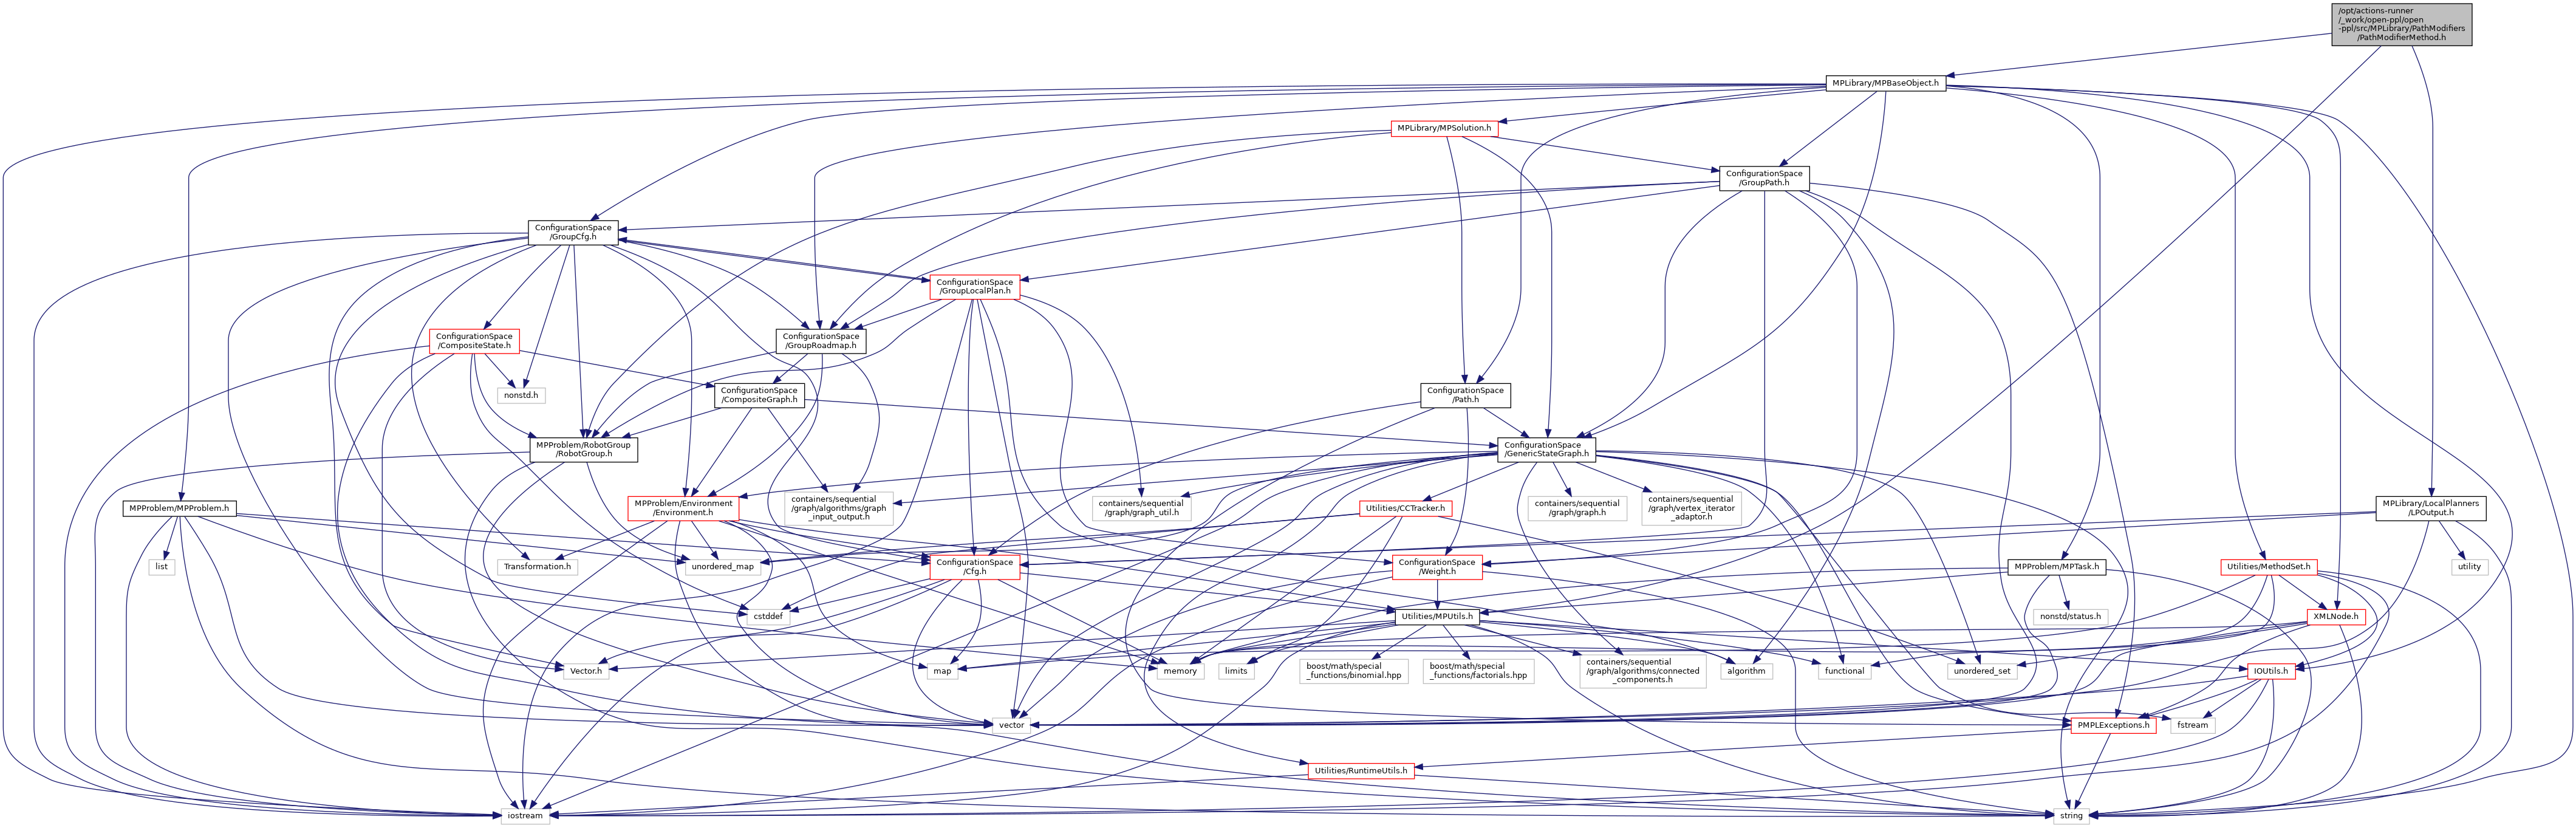 /opt/actions-runner
/_work/open-ppl/open
-ppl/src/MPLibrary/PathModifiers
/PathModifierMethod.h
MPLibrary/MPBaseObject.h
MPLibrary/MPSolution.h
ConfigurationSpace
/GroupPath.h
ConfigurationSpace
/GroupCfg.h
ConfigurationSpace
/GroupLocalPlan.h
ConfigurationSpace
/CompositeState.h
ConfigurationSpace
/GroupRoadmap.h
nonstd.h
ConfigurationSpace
/CompositeGraph.h
ConfigurationSpace
/Path.h
MPProblem/RobotGroup
/RobotGroup.h
ConfigurationSpace
/GenericStateGraph.h
MPProblem/MPProblem.h
MPProblem/Environment
/Environment.h
containers/sequential
/graph/algorithms/graph
_input_output.h
containers/sequential
/graph/graph_util.h
Utilities/CCTracker.h
containers/sequential
/graph/graph.h
containers/sequential
/graph/vertex_iterator
_adaptor.h
MPLibrary/LocalPlanners
/LPOutput.h
list
Transformation.h
unordered_map
ConfigurationSpace
/Cfg.h
ConfigurationSpace
/Weight.h
MPProblem/MPTask.h
Utilities/MethodSet.h
utility
cstddef
Utilities/MPUtils.h
nonstd/status.h
XMLNode.h
Vector.h
map
memory
limits
boost/math/special
_functions/binomial.hpp
boost/math/special
_functions/factorials.hpp
containers/sequential
/graph/algorithms/connected
_components.h
algorithm
functional
unordered_set
IOUtils.h
vector
PMPLExceptions.h
fstream
Utilities/RuntimeUtils.h
iostream
string